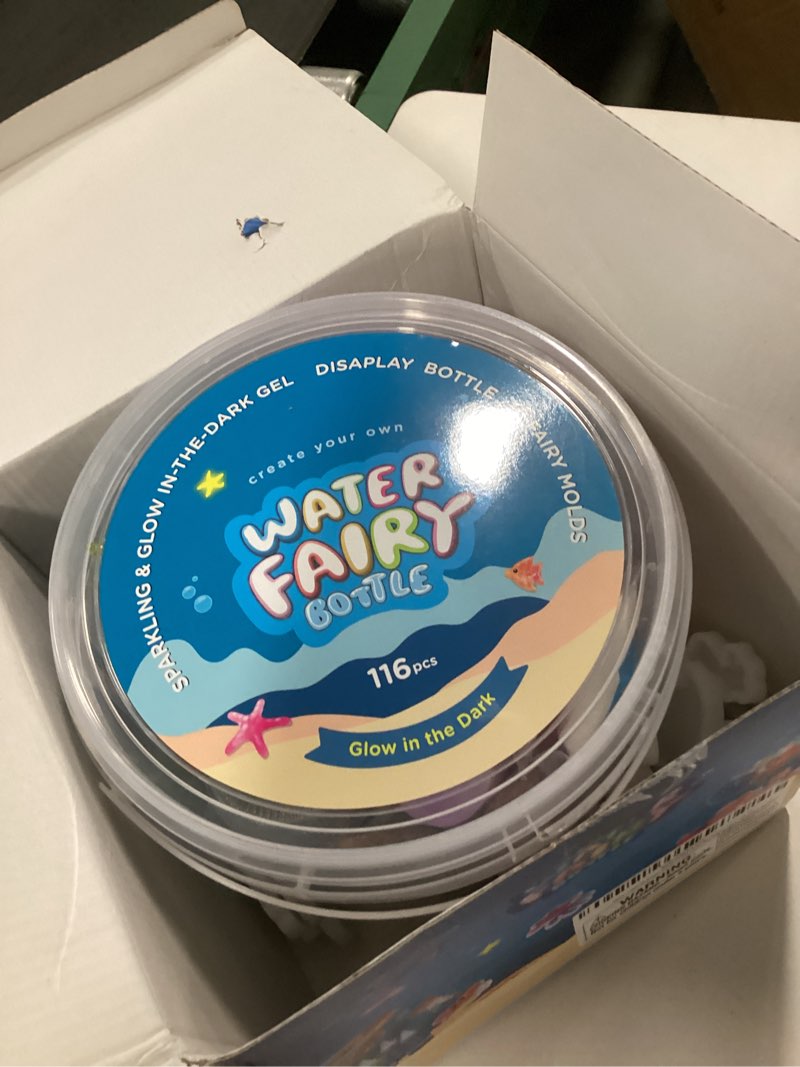 SPARKLING & GLOW IN-THE-DARK GEL
DISAPLAY BOTTLE
FAIRY MOLDS
create your own
WATER
FAIRY
BOTTLE
116pcs
Glow in the Dark
WARNING